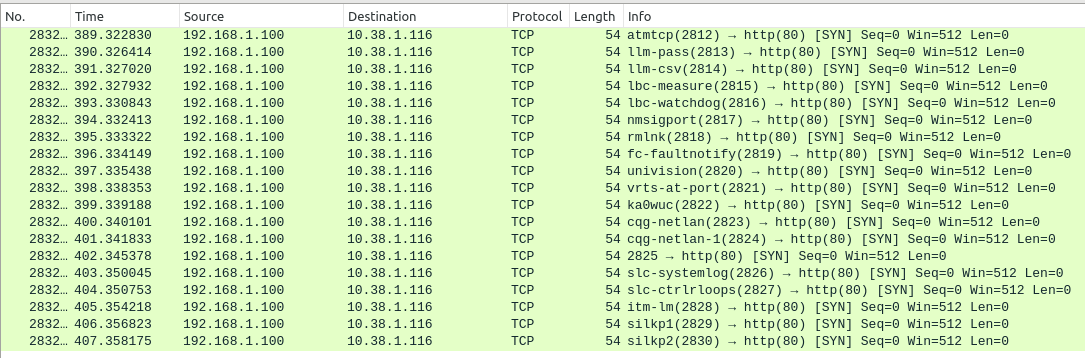 No. Time Source Destination Protocol Length Info
2832… 389.322830 192.168.1.100 10.38.1.116 TCP 54 atmtcp(2812) → http(80) [SYN] Seq=0 Win=512 Len=0
2832… 390.326414 192.168.1.100 10.38.1.116 TCP 54 llm-pass(2813) → http(80) [SYN] Seq=0 Win=512 Len=0
2832… 391.327020 192.168.1.100 10.38.1.116 TCP 54 llm-csv(2814) → http(80) [SYN] Seq=0 Win=512 Len=0
2832… 392.327932 192.168.1.100 10.38.1.116 TCP 54 lbc-measure(2815) → http(80) [SYN] Seq=0 Win=512 Len=0
2832… 393.330843 192.168.1.100 10.38.1.116 TCP 54 lbc-watchdog(2816) → http(80) [SYN] Seq=0 Win=512 Len=0
2832… 394.332413 192.168.1.100 10.38.1.116 TCP 54 nmsigport(2817) → http(80) [SYN] Seq=0 Win=512 Len=0
2832… 395.333322 192.168.1.100 10.38.1.116 TCP 54 rmlnk(2818) → http(80) [SYN] Seq=0 Win=512 Len=0
2832… 396.334149 192.168.1.100 10.38.1.116 TCP 54 fc-faultnotify(2819) → http(80) [SYN] Seq=0 Win=512 Len=0
2832… 397.335438 192.168.1.100 10.38.1.116 TCP 54 univision(2820) → http(80) [SYN] Seq=0 Win=512 Len=0
2832… 398.338353 192.168.1.100 10.38.1.116 TCP 54 vrts-at-port(2821) → http(80) [SYN] Seq=0 Win=512 Len=0
2832… 399.339188 192.168.1.100 10.38.1.116 TCP 54 ka0wuc(2822) → http(80) [SYN] Seq=0 Win=512 Len=0
2832… 400.340101 192.168.1.100 10.38.1.116 TCP 54 cqg-netlan(2823) → http(80) [SYN] Seq=0 Win=512 Len=0
2832… 401.341833 192.168.1.100 10.38.1.116 TCP 54 cqg-netlan-1(2824) → http(80) [SYN] Seq=0 Win=512 Len=0
2832… 402.345378 192.168.1.100 10.38.1.116 TCP 54 2825 → http(80) [SYN] Seq=0 Win=512 Len=0
2832… 403.350045 192.168.1.100 10.38.1.116 TCP 54 slc-systemlog(2826) → http(80) [SYN] Seq=0 Win=512 Len=0
2832… 404.350753 192.168.1.100 10.38.1.116 TCP 54 slc-ctrlrloops(2827) → http(80) [SYN] Seq=0 Win=512 Len=0
2832… 405.354218 192.168.1.100 10.38.1.116 TCP 54 itm-lm(2828) → http(80) [SYN] Seq=0 Win=512 Len=0
2832… 406.356823 192.168.1.100 10.38.1.116 TCP 54 silkp1(2829) → http(80) [SYN] Seq=0 Win=512 Len=0
2832… 407.358175 192.168.1.100 10.38.1.116 TCP 54 silkp2(2830) → http(80) [SYN] Seq=0 Win=512 Len=0